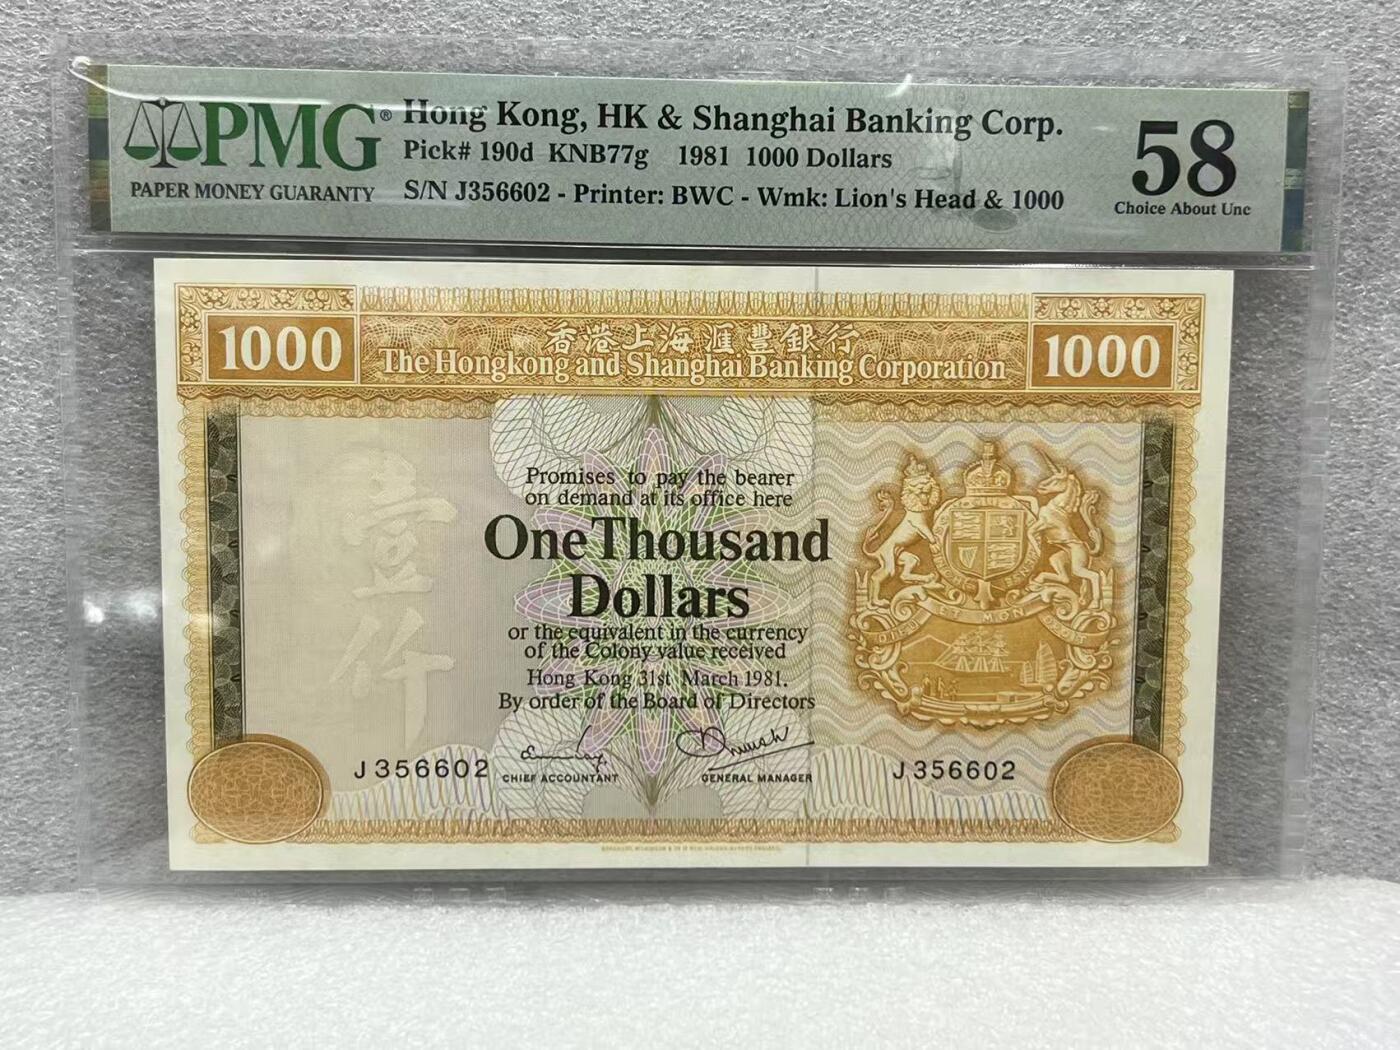 PMG®
PAPER MONEY GUARANTY
Hong Kong, HK & Shanghai Banking Corp.
Pick# 190d KNB77g 1981 1000 Dollars
S/N J356602 - Printer: BWC - Wmk: Lion's Head & 1000
58
Choice About Unc
1000
香港上海滙豐銀行
The Hongkong and Shanghai Banking Corporation
1000
壹仟
Promises to pay the bearer
on demand at its office here
One Thousand
Dollars
or the equivalent in the currency
of the Colony value received
Hong Kong 31st March 1981.
By order of the Board of Directors
J 356602
CHIEF ACCOUNTANT
GENERAL MANAGER
J 356602